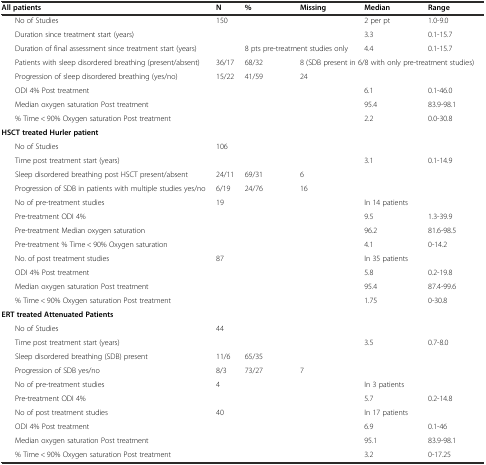 All patients N % Missing Median Range
No of Studies 150 2 per pt 1.0-9.0
Duration since treatment start (years) 3.3 0.1-15.7
Duration of final assessment since treatment start (years) 8 pts pre-treatment studies only 4.4 0.1-15.7
Patients with sleep disordered breathing (present/absent) 36/17 68/32 8 (SDB present in 6/8 with only pre-treatment studies)
Progression of sleep disordered breathing (yes/no) 15/22 41/59 24
ODI 4% Post treatment 6.1 0.1-46.0
Median oxygen saturation Post treatment 95.4 83.9-98.1
% Time < 90% Oxygen saturation Post treatment 2.2 0.0-30.8
HSCT treated Hurler patient
No of Studies 106
Time post treatment start (years) 3.1 0.1-14.9
Sleep disordered breathing post HSCT present/absent 24/11 69/31 6
Progression of SDB in patients with multiple studies yes/no 6/19 24/76 16
No of pre-treatment studies 19 In 14 patients
Pre-treatment ODI 4% 9.5 1.3-39.9
Pre-treatment Median oxygen saturation 96.2 81.6-98.5
Pre-treatment % Time < 90% Oxygen saturation 4.1 0-14.2
No. of post treatment studies 87 In 35 patients
ODI 4% Post treatment 5.8 0.2-19.8
Median oxygen saturation Post treatment 95.4 87.4-99.6
% Time < 90% Oxygen saturation Post treatment 1.75 0-30.8
ERT treated Attenuated Patients
No of Studies 44
Time post treatment start (years) 3.5 0.7-8.0
Sleep disordered breathing (SDB) present 11/6 65/35
Progression of SDB yes/no 8/3 73/27 7
No of pre-treatment studies 4 In 3 patients
Pre-treatment ODI 4% 5.7 0.2-14.8
No of post treatment studies 40 In 17 patients
ODI 4% Post treatment 6.9 0.1-46
Median oxygen saturation Post treatment 95.1 83.9-98.1
% Time < 90% Oxygen saturation Post treatment 3.2 0-17.25